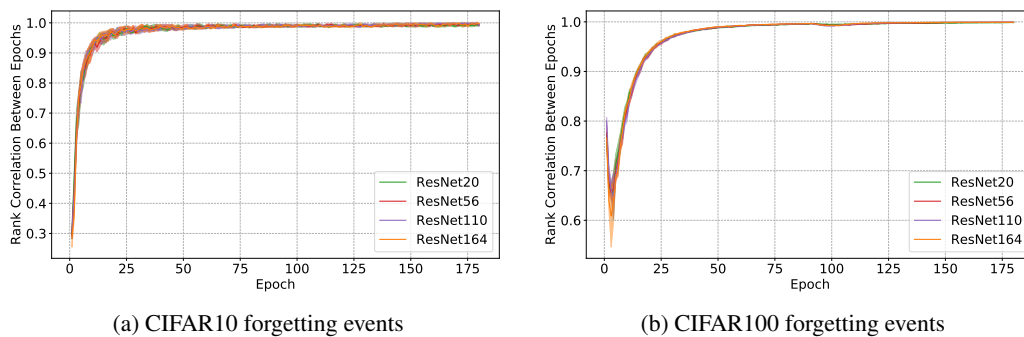 Rank Correlation Between Epochs
1.0
0.9
0.8
0.7
0.6
0.5
0.4
0.3
0 25 50 75 100 125 150 175
Epoch
ResNet20
ResNet56
ResNet110
ResNet164
(a) CIFAR10 forgetting events
Rank Correlation Between Epochs
1.0
0.9
0.8
0.7
0.6
0 25 50 75 100 125 150 175
Epoch
ResNet20
ResNet56
ResNet110
ResNet164
(b) CIFAR100 forgetting events